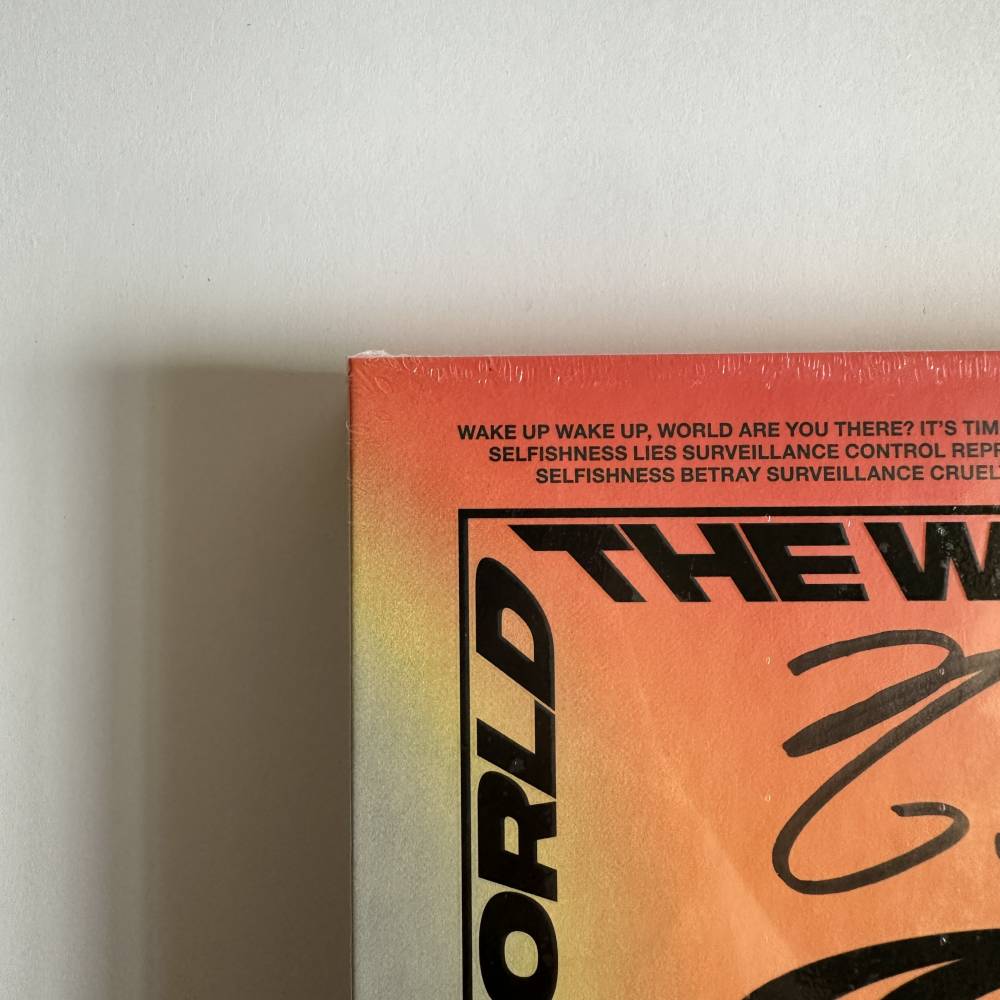 WAKE UP WAKE UP, WORLD ARE YOU THERE? IT'S TIM
SELFISHNESS LIES SURVEILLANCE CONTROL REPR
SELFISHNESS BETRAY SURVEILLANCE CRUEL
THE W
ORLD